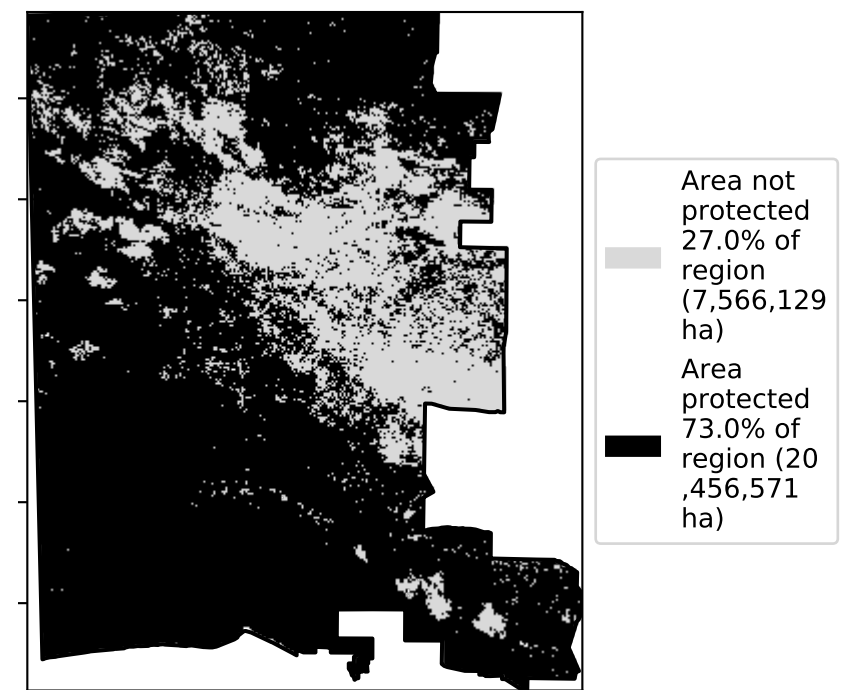 Area not
protected
27.0% of
region
(7,566,129
ha)
Area
protected
73.0% of
region (20
,456,571
ha)